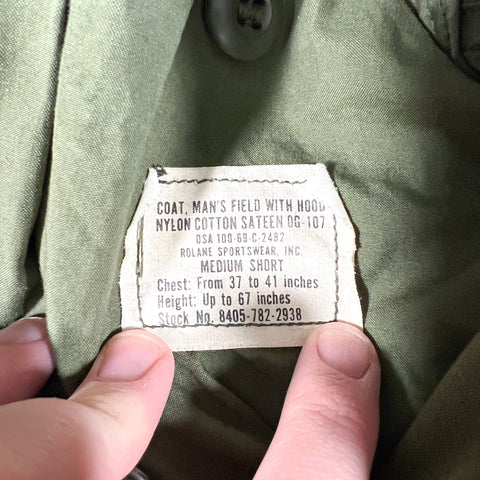 COAT, MAN'S FIELD WITH HOOD
NYLON COTTON SATEEN OG-107
DSA 100-69-C-2482
ROLANE SPORTSWEAR, INC.
MEDIUM SHORT
Chest: From 37 to 41 inches
Height: Up to 67 inches
Stock No. 8405-782-2938